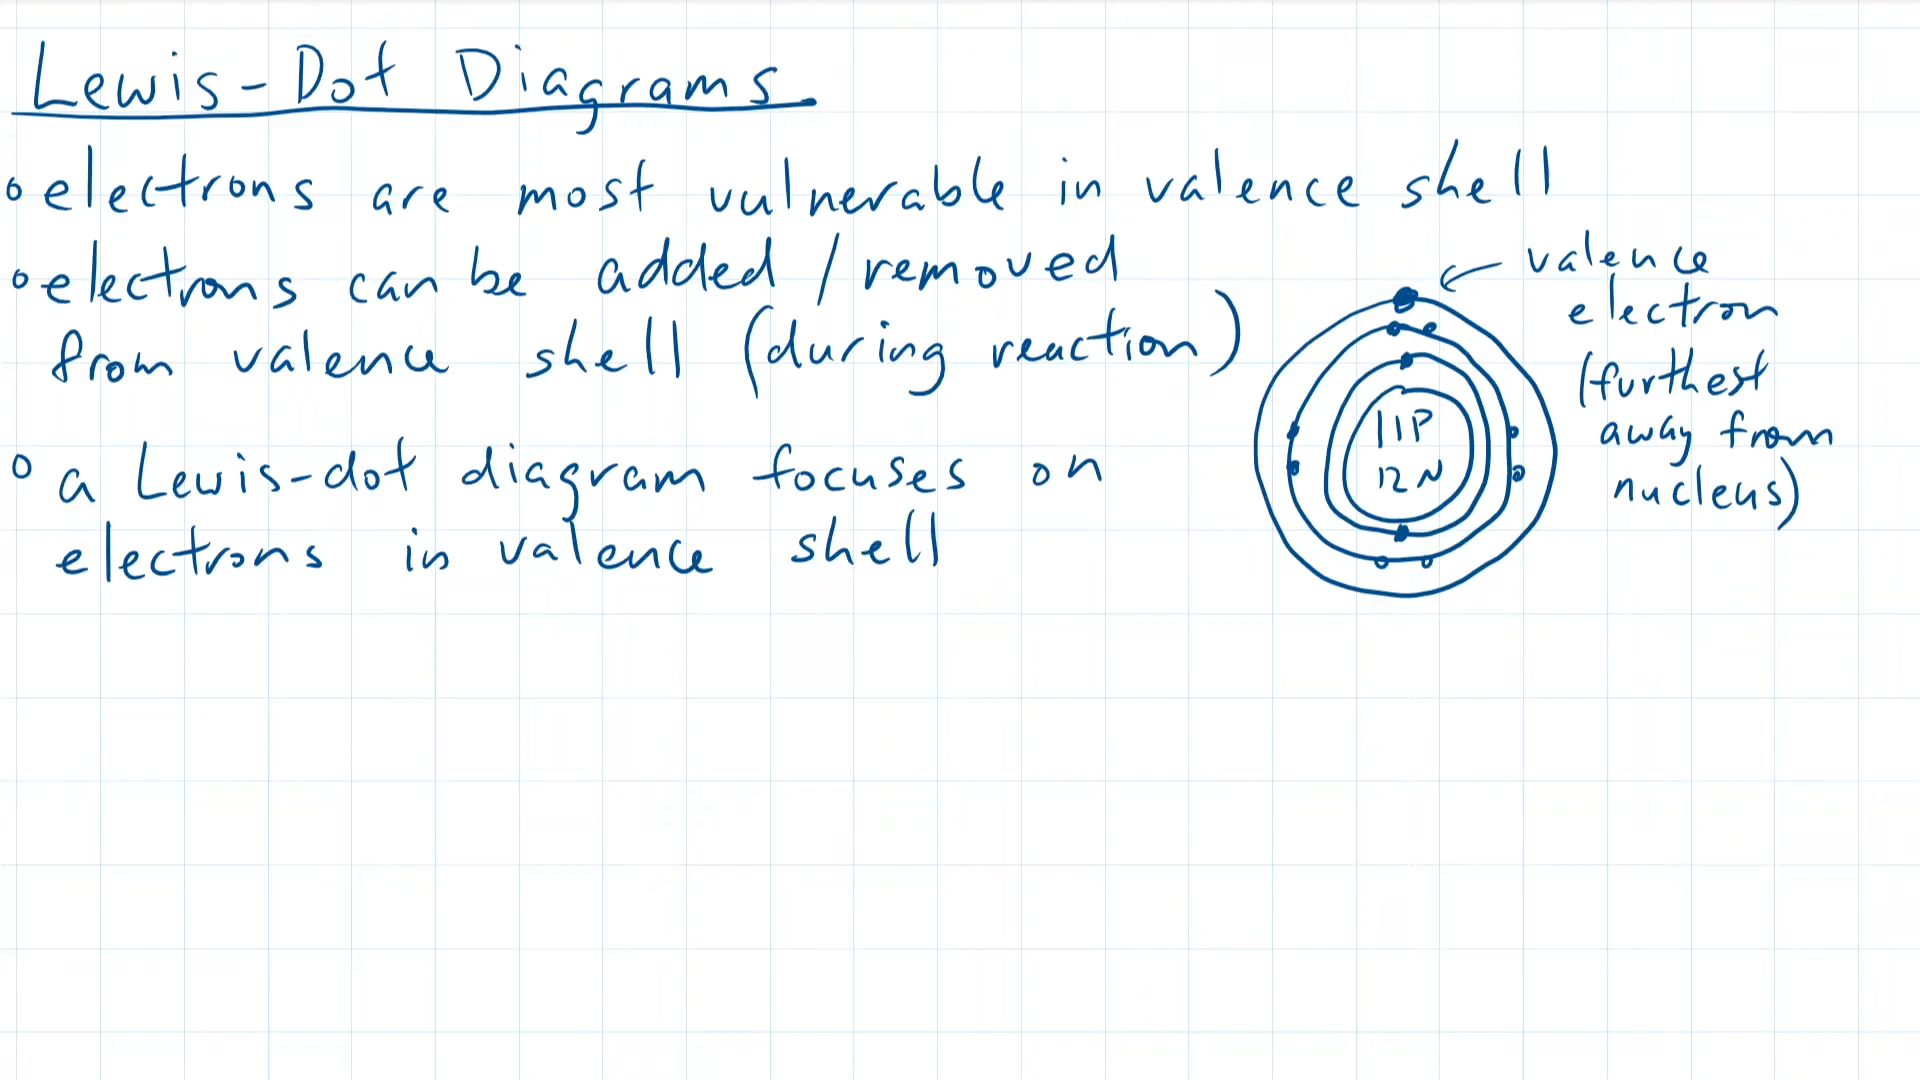 Lewis-Dot Diagrams
electrons are most vulnerable in valence shell
electrons can be added / removed
from valence shell (during reaction)
a Lewis-dot diagram focuses on
electrons in valence shell
valence
electron
(furthest
away from
nucleus)
11P
12N